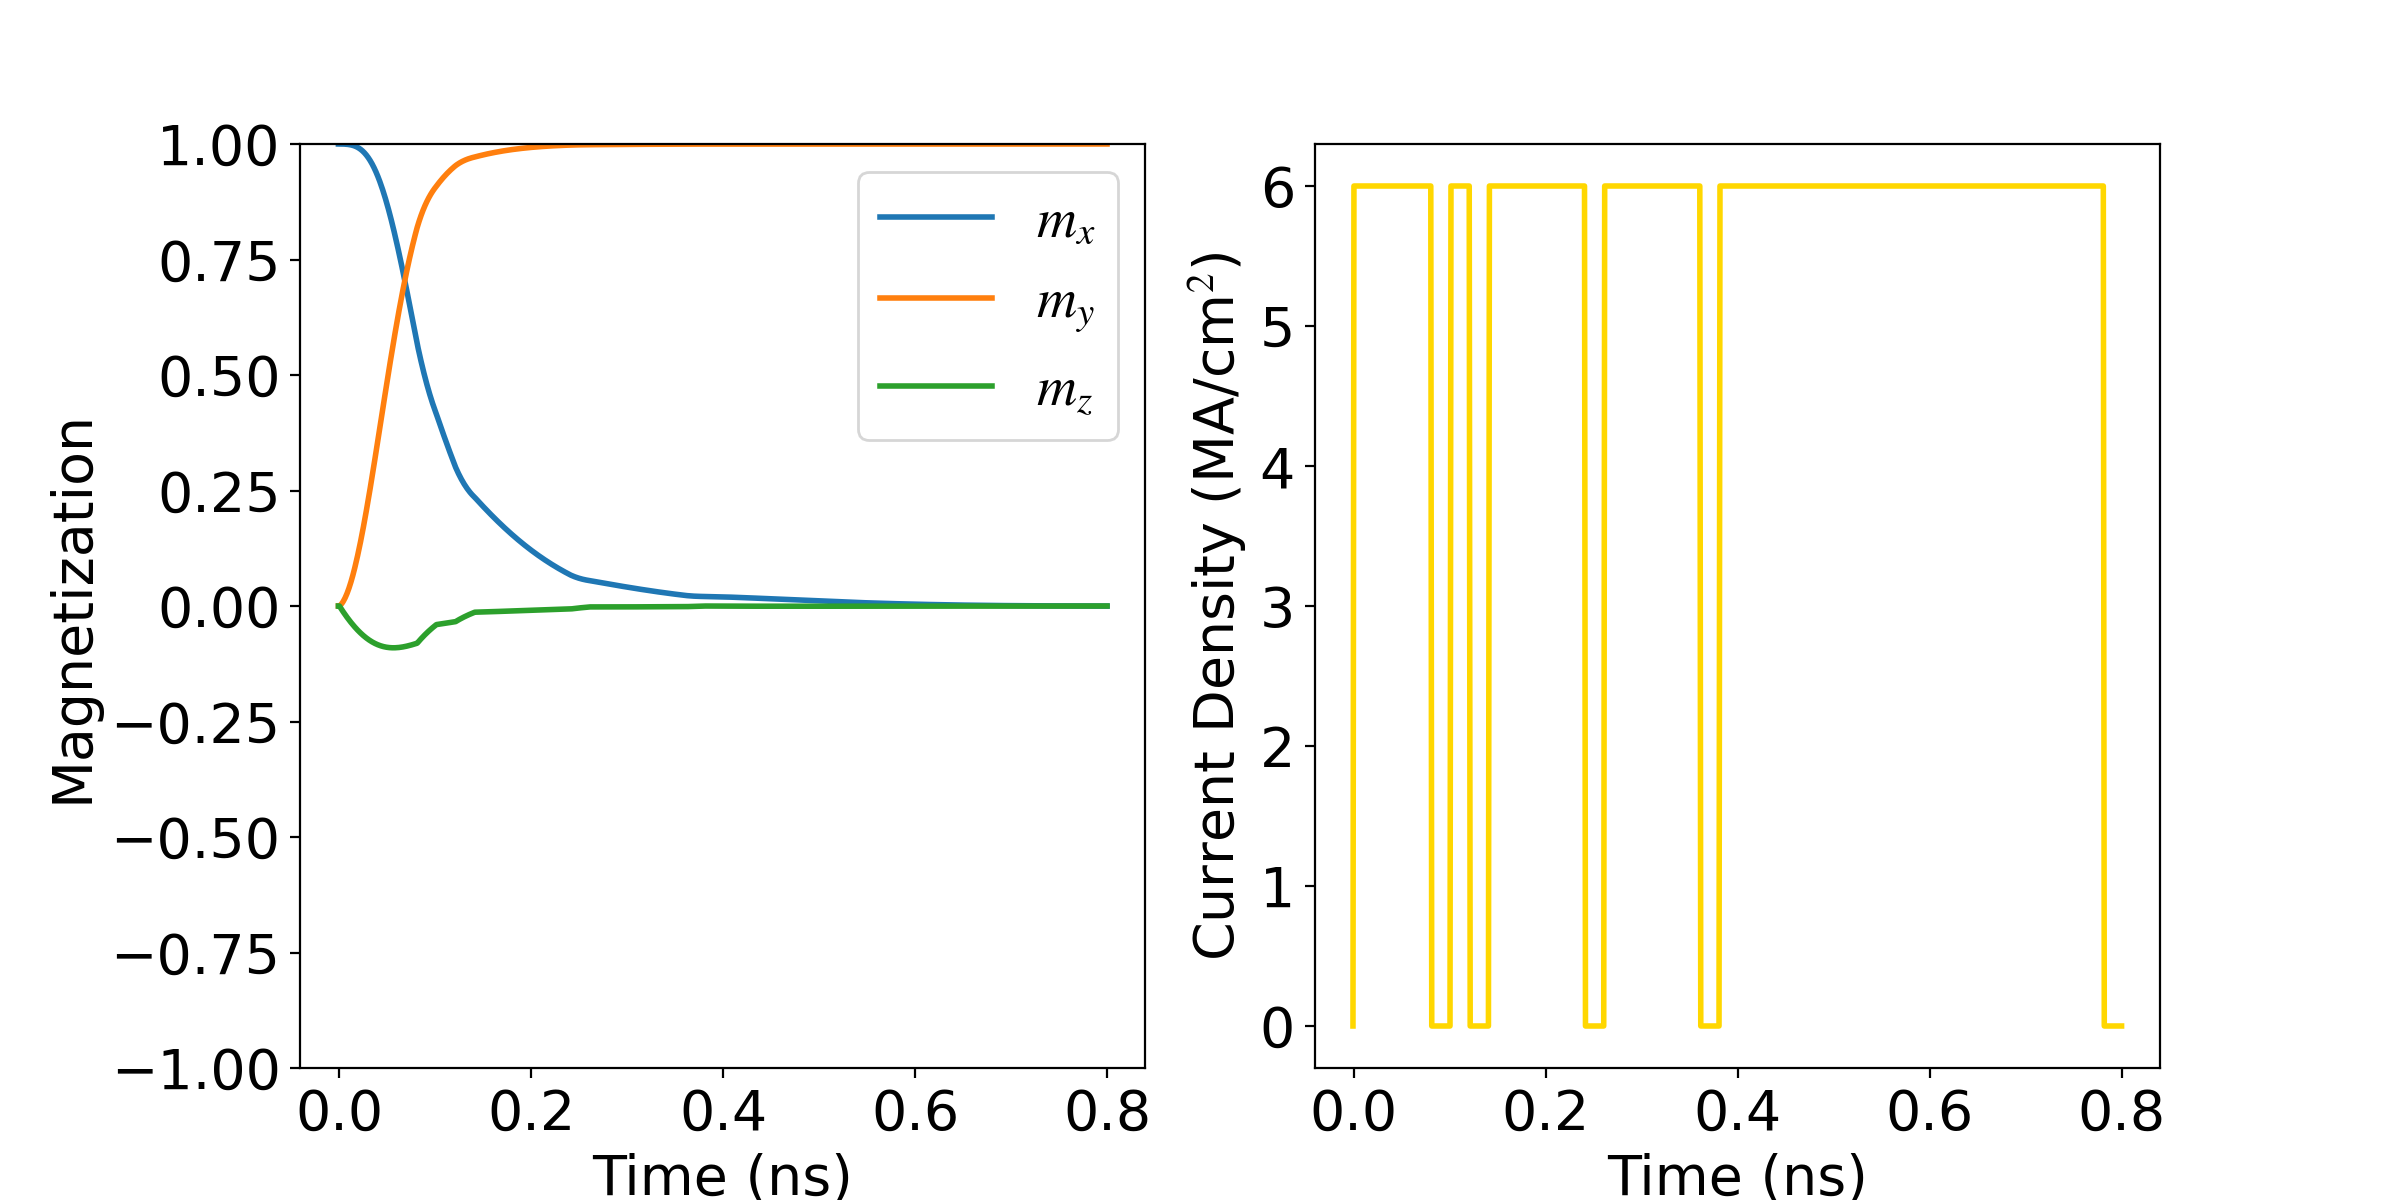 Magnetization
1.00
0.75
0.50
0.25
0.00
−0.25
−0.50
−0.75
−1.00
0.0 0.2 0.4 0.6 0.8
Time (ns)
m_x
m_y
m_z
Current Density (MA/cm²)
6
5
4
3
2
1
0
0.0 0.2 0.4 0.6 0.8
Time (ns)